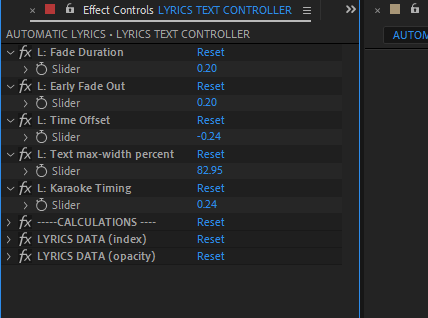 × Effect Controls LYRICS TEXT CONTROLLER ≡ » ×
AUTOMATIC LYRICS • LYRICS TEXT CONTROLLER AUTOM
fx L: Fade Duration Reset
Slider 0.20
fx L: Early Fade Out Reset
Slider 0.20
fx L: Time Offset Reset
Slider -0.24
fx L: Text max-width percent Reset
Slider 82.95
fx L: Karaoke Timing Reset
Slider 0.24
fx -----CALCULATIONS ---- Reset
fx LYRICS DATA (index) Reset
fx LYRICS DATA (opacity) Reset